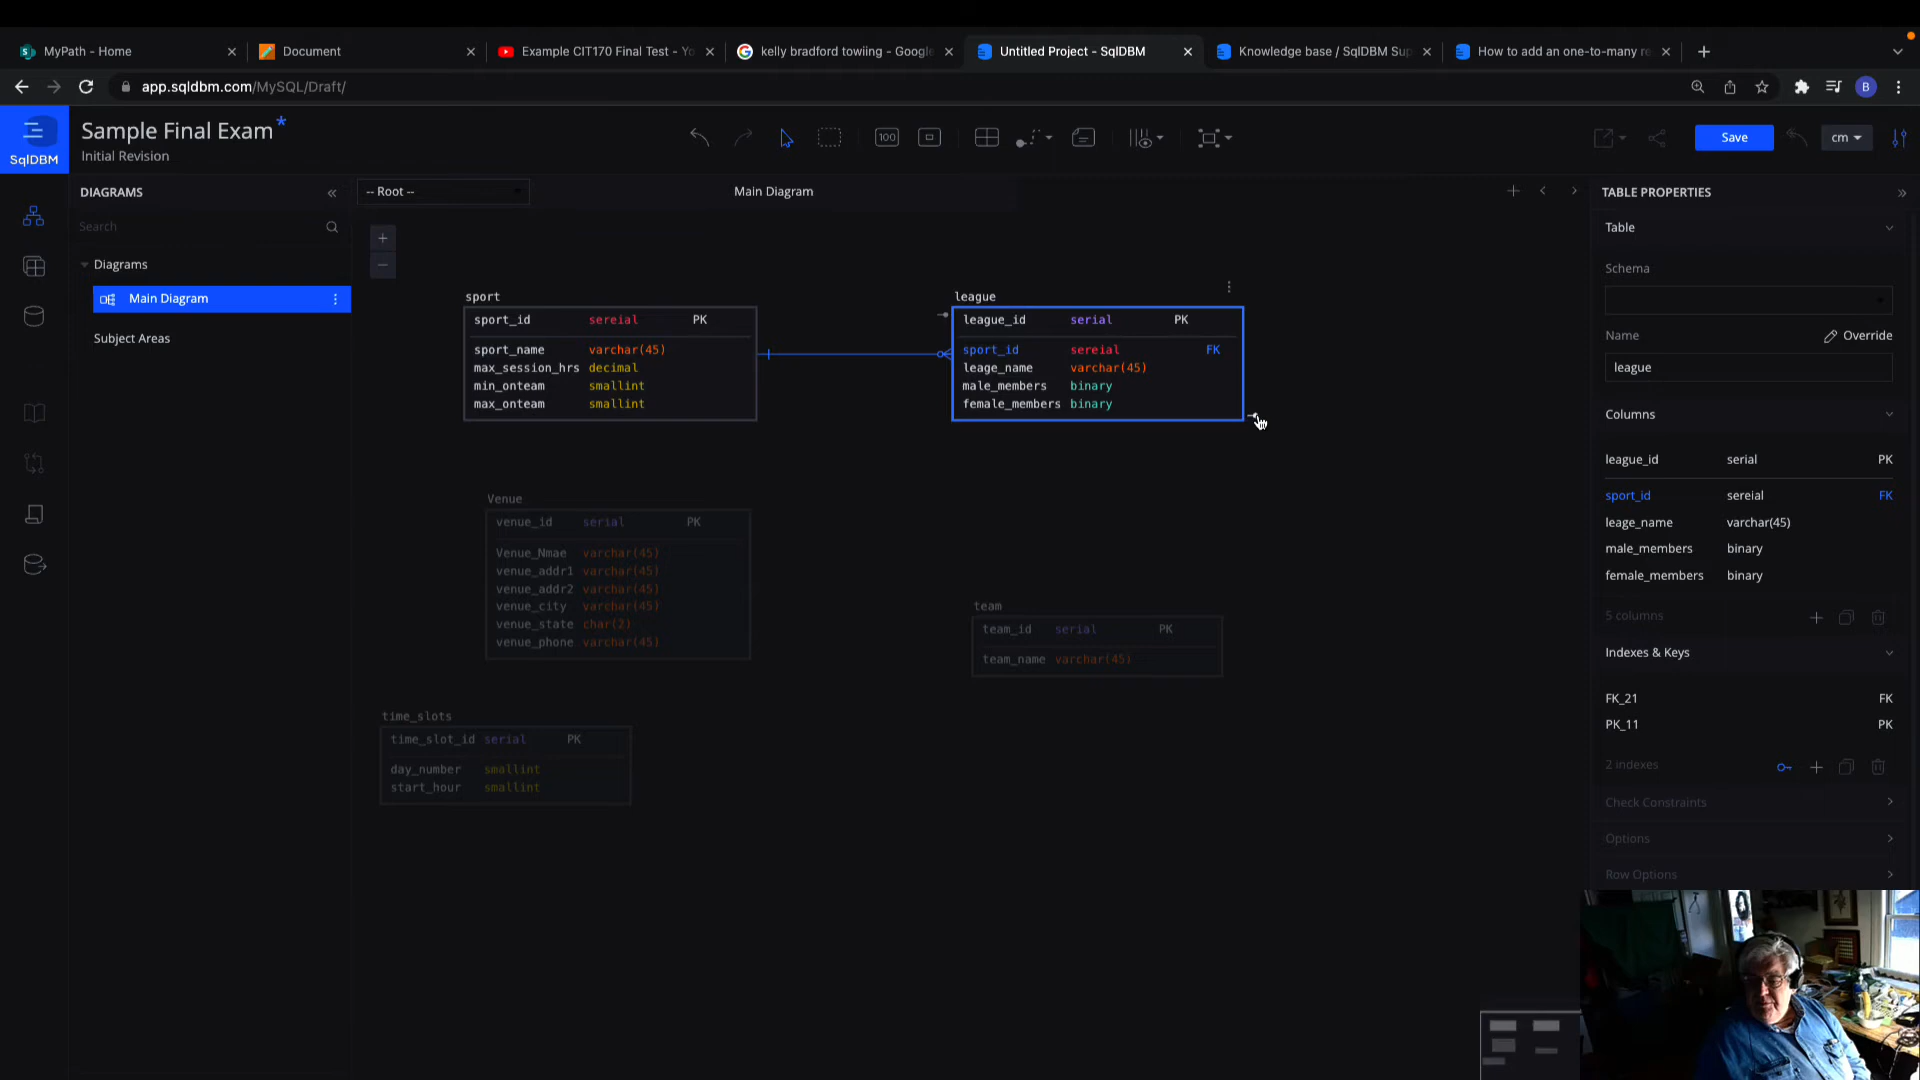 MyPath - Home
Document
Example CIT170 Final Test - Yo
kelly bradford towiing - Google
Untitled Project - SqlDBM
Knowledge base / SqlDBM Sup
How to add an one-to-many re
app.sqldbm.com/MySQL/Draft/
B
SqlDBM
Sample Final Exam*
Initial Revision
100
Save
cm
DIAGRAMS
-- Root --
Main Diagram
TABLE PROPERTIES
Search
Diagrams
Main Diagram
Subject Areas
sport
sport_id sereial PK
sport_name varchar(45)
max_session_hrs decimal
min_onteam smallint
max_onteam smallint
league
league_id serial PK
sport_id sereial FK
leage_name varchar(45)
male_members binary
female_members binary
Venue
venue_id serial PK
Venue_Nmae varchar(45)
venue_addr1 varchar(45)
venue_addr2 varchar(45)
venue_city varchar(45)
venue_state char(2)
venue_phone varchar(45)
team
team_id serial PK
team_name varchar(45)
time_slots
time_slot_id serial PK
day_number smallint
start_hour smallint
Table
Schema
Name
Override
league
Columns
league_id serial PK
sport_id sereial FK
leage_name varchar(45)
male_members binary
female_members binary
5 columns
Indexes & Keys
FK_21 FK
PK_11 PK
2 indexes
Check Constraints
Options
Row Options